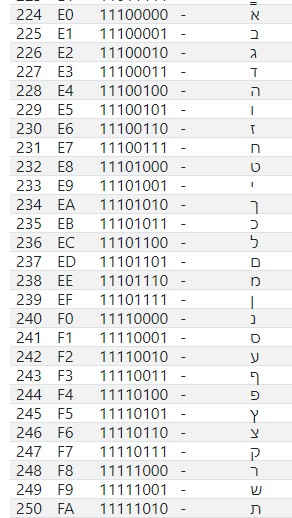 224 E0 11100000 - א
225 E1 11100001 - ב
226 E2 11100010 - ג
227 E3 11100011 - ד
228 E4 11100100 - ה
229 E5 11100101 - ו
230 E6 11100110 - ז
231 E7 11100111 - ח
232 E8 11101000 - ט
233 E9 11101001 - י
234 EA 11101010 - ך
235 EB 11101011 - כ
236 EC 11101100 - ל
237 ED 11101101 - ם
238 EE 11101110 - מ
239 EF 11101111 - ן
240 F0 11110000 - נ
241 F1 11110001 - ס
242 F2 11110010 - ע
243 F3 11110011 - ף
244 F4 11110100 - פ
245 F5 11110101 - ץ
246 F6 11110110 - צ
247 F7 11110111 - ק
248 F8 11111000 - ר
249 F9 11111001 - ש
250 FA 11111010 - ת